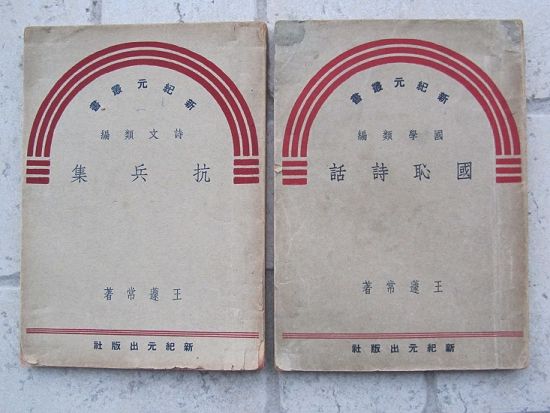 新紀元叢書
詩文類編
抗兵集
王蘧常著
新紀元出版社
新紀元叢書
國學類編
國恥詩話
王蘧常著
新紀元出版社